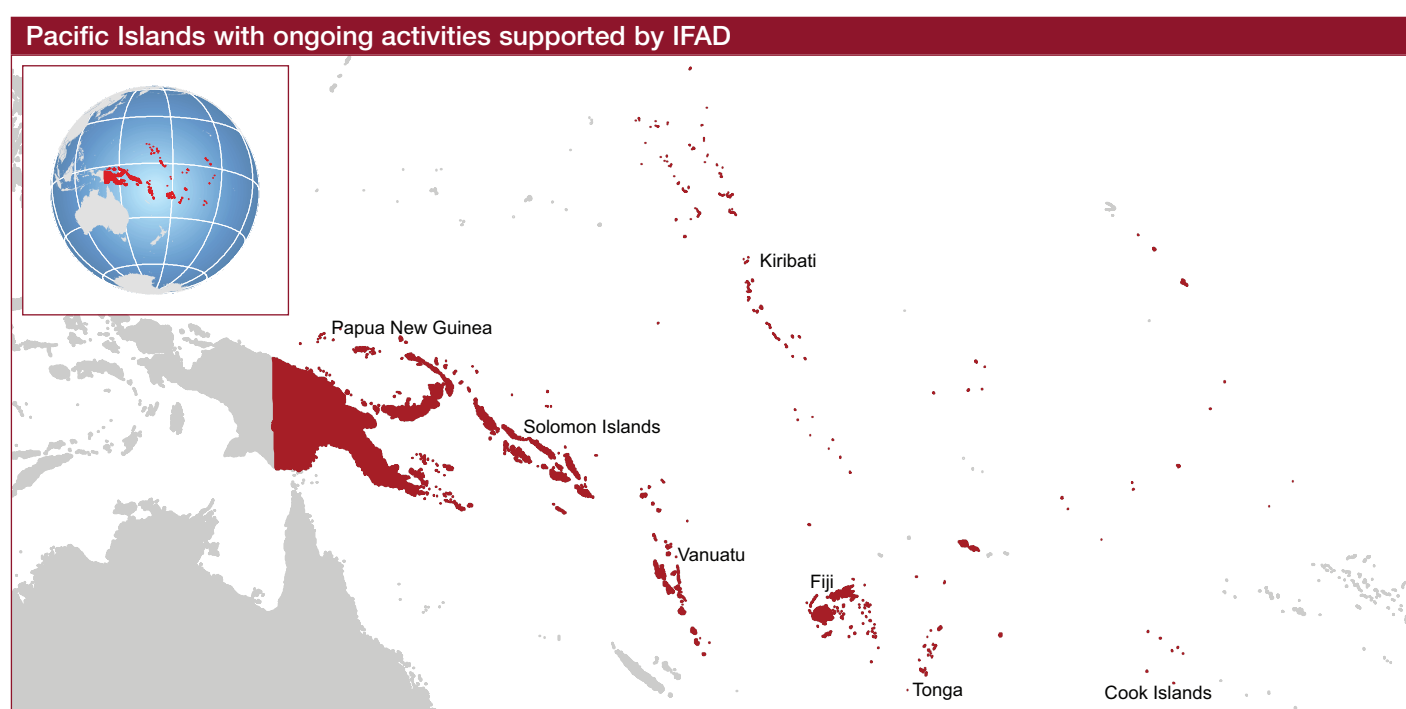 Pacific Islands with ongoing activities supported by IFAD
Kiribati
Papua New Guinea
Solomon Islands
Vanuatu
Fiji
Tonga
Cook Islands